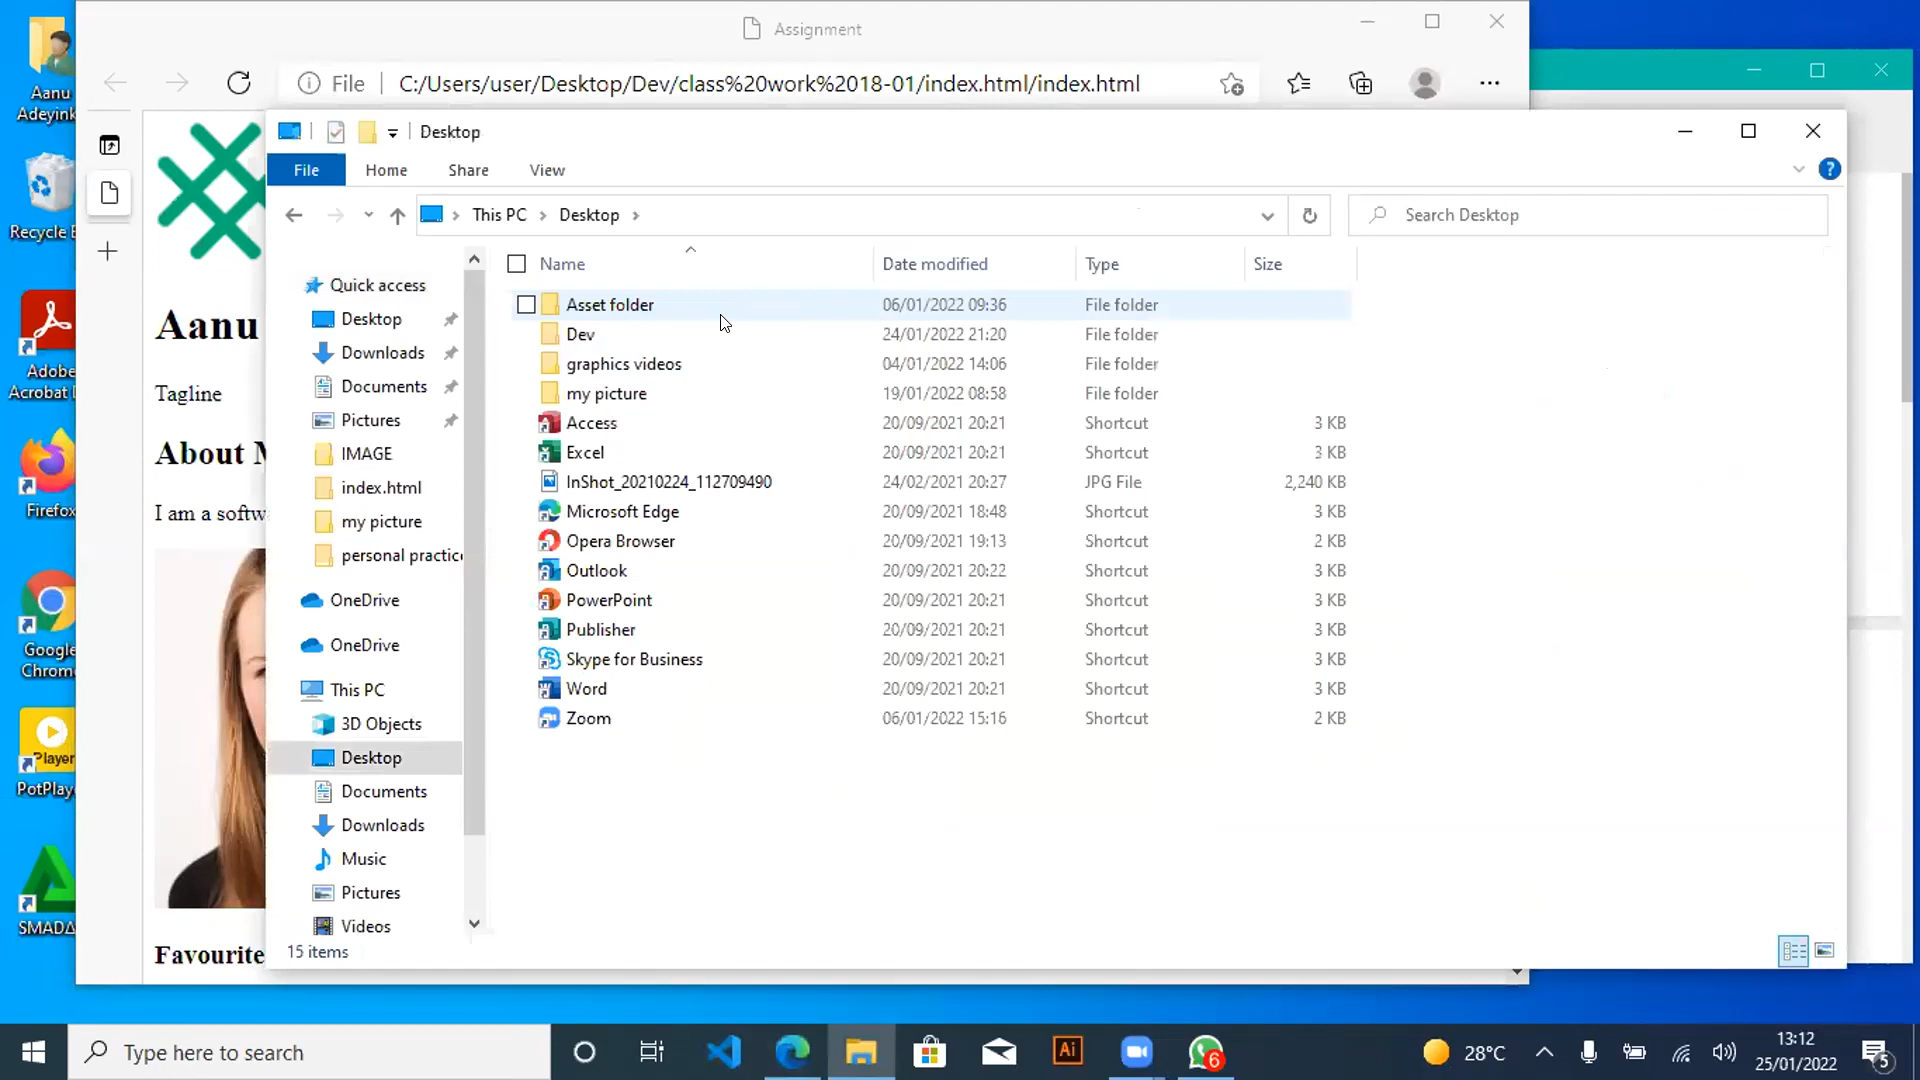 Assignment
File
C:/Users/user/Desktop/Dev/class%20work%2018-01/index.html/index.html
Aanu
Adeyink
Recycle
Adobe
Acrobat
Firefox
Google
Chrome
Player
PotPlaye
SMADA
Aanu
Tagline
About M
I am a softw
Favourite
Desktop
File
Home
Share
View
This PC
Desktop
Search Desktop
Quick access
Desktop
Downloads
Documents
Pictures
IMAGE
index.html
my picture
personal practice
OneDrive
OneDrive
This PC
3D Objects
Desktop
Documents
Downloads
Music
Pictures
Videos
15 items
Name Date modified Type Size
Asset folder 06/01/2022 09:36 File folder
Dev 24/01/2022 21:20 File folder
graphics videos 04/01/2022 14:06 File folder
my picture 19/01/2022 08:58 File folder
Access 20/09/2021 20:21 Shortcut 3 KB
Excel 20/09/2021 20:21 Shortcut 3 KB
InShot_20210224_112709490 24/02/2021 20:27 JPG File 2,240 KB
Microsoft Edge 20/09/2021 18:48 Shortcut 3 KB
Opera Browser 20/09/2021 19:13 Shortcut 2 KB
Outlook 20/09/2021 20:22 Shortcut 3 KB
PowerPoint 20/09/2021 20:21 Shortcut 3 KB
Publisher 20/09/2021 20:21 Shortcut 3 KB
Skype for Business 20/09/2021 20:21 Shortcut 3 KB
Word 20/09/2021 20:21 Shortcut 3 KB
Zoom 06/01/2022 15:16 Shortcut 2 KB
Type here to search
Ai
6
28°C
13:12
25/01/2022
5